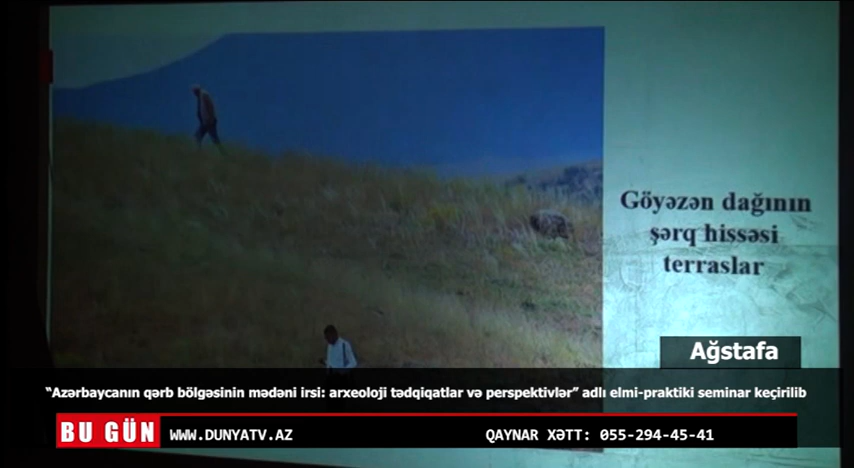 Göyəzən dağının
şərq hissəsi
terraslar
Ağstafa
“Azərbaycanın qərb bölgəsinin mədəni irsi: arxeoloji tədqiqatlar və perspektivlər” adlı elmi-praktiki seminar keçirilib
BU GÜN WWW.DUNYATV.AZ QAYNAR XƏTT: 055-294-45-41